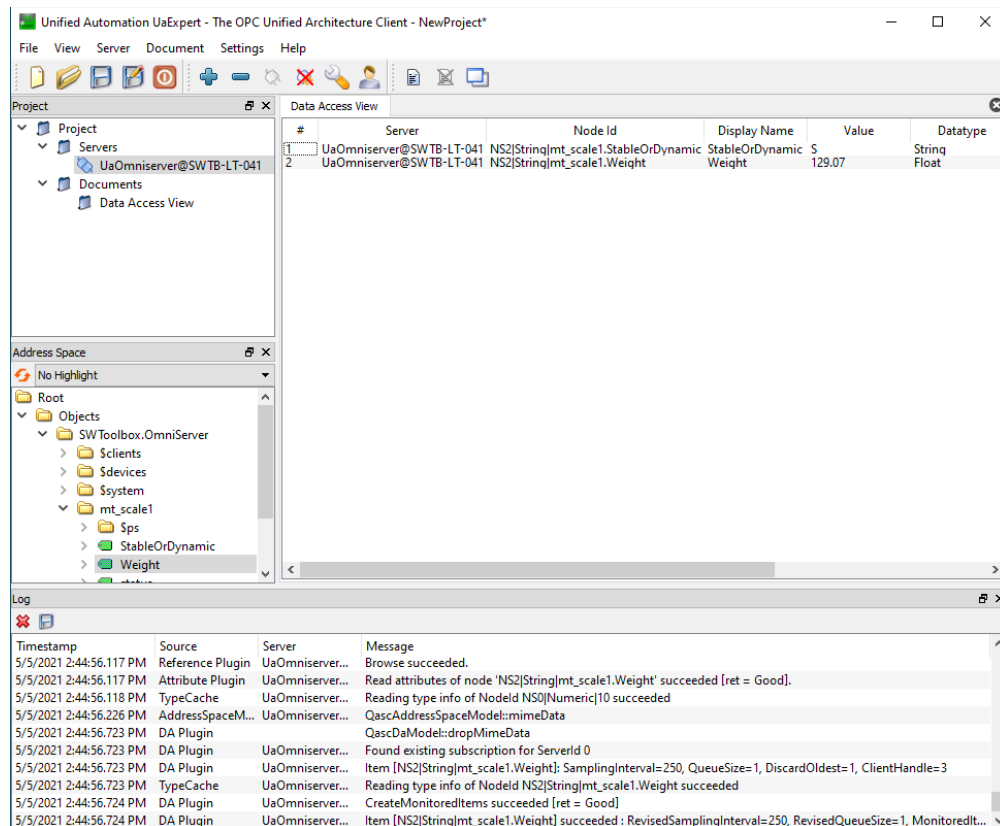 Unified Automation UaExpert - The OPC Unified Architecture Client - NewProject*
File View Server Document Settings Help
Project
Project
Servers
UaOmniserver@SWTB-LT-041
Documents
Data Access View
Data Access View
# Server Node Id Display Name Value Datatype
1 UaOmniserver@SWTB-LT-041 NS2|String|mt_scale1.StableOrDynamic StableOrDynamic S String
2 UaOmniserver@SWTB-LT-041 NS2|String|mt_scale1.Weight Weight 129.07 Float
Address Space
No Highlight
Root
Objects
SWToolbox.OmniServer
$clients
$devices
$system
mt_scale1
$ps
StableOrDynamic
Weight
Log
Timestamp Source Server Message
5/5/2021 2:44:56.117 PM Reference Plugin UaOmniserver... Browse succeeded.
5/5/2021 2:44:56.117 PM Attribute Plugin UaOmniserver... Read attributes of node 'NS2|String|mt_scale1.Weight' succeeded [ret = Good].
5/5/2021 2:44:56.118 PM TypeCache UaOmniserver... Reading type info of NodeId NS0|Numeric|10 succeeded
5/5/2021 2:44:56.226 PM AddressSpaceM... UaOmniserver... QascAddressSpaceModel::mimeData
5/5/2021 2:44:56.723 PM DA Plugin QascDaModel::dropMimeData
5/5/2021 2:44:56.723 PM DA Plugin UaOmniserver... Found existing subscription for ServerId 0
5/5/2021 2:44:56.723 PM DA Plugin UaOmniserver... Item [NS2|String|mt_scale1.Weight]: SamplingInterval=250, QueueSize=1, DiscardOldest=1, ClientHandle=3
5/5/2021 2:44:56.723 PM TypeCache UaOmniserver... Reading type info of NodeId NS2|String|mt_scale1.Weight succeeded
5/5/2021 2:44:56.724 PM DA Plugin UaOmniserver... CreateMonitoredItems succeeded [ret = Good]
5/5/2021 2:44:56.724 PM DA Plugin UaOmniserver... Item [NS2|String|mt_scale1.Weight] succeeded : RevisedSamplingInterval=250, RevisedQueueSize=1, MonitoredIt...